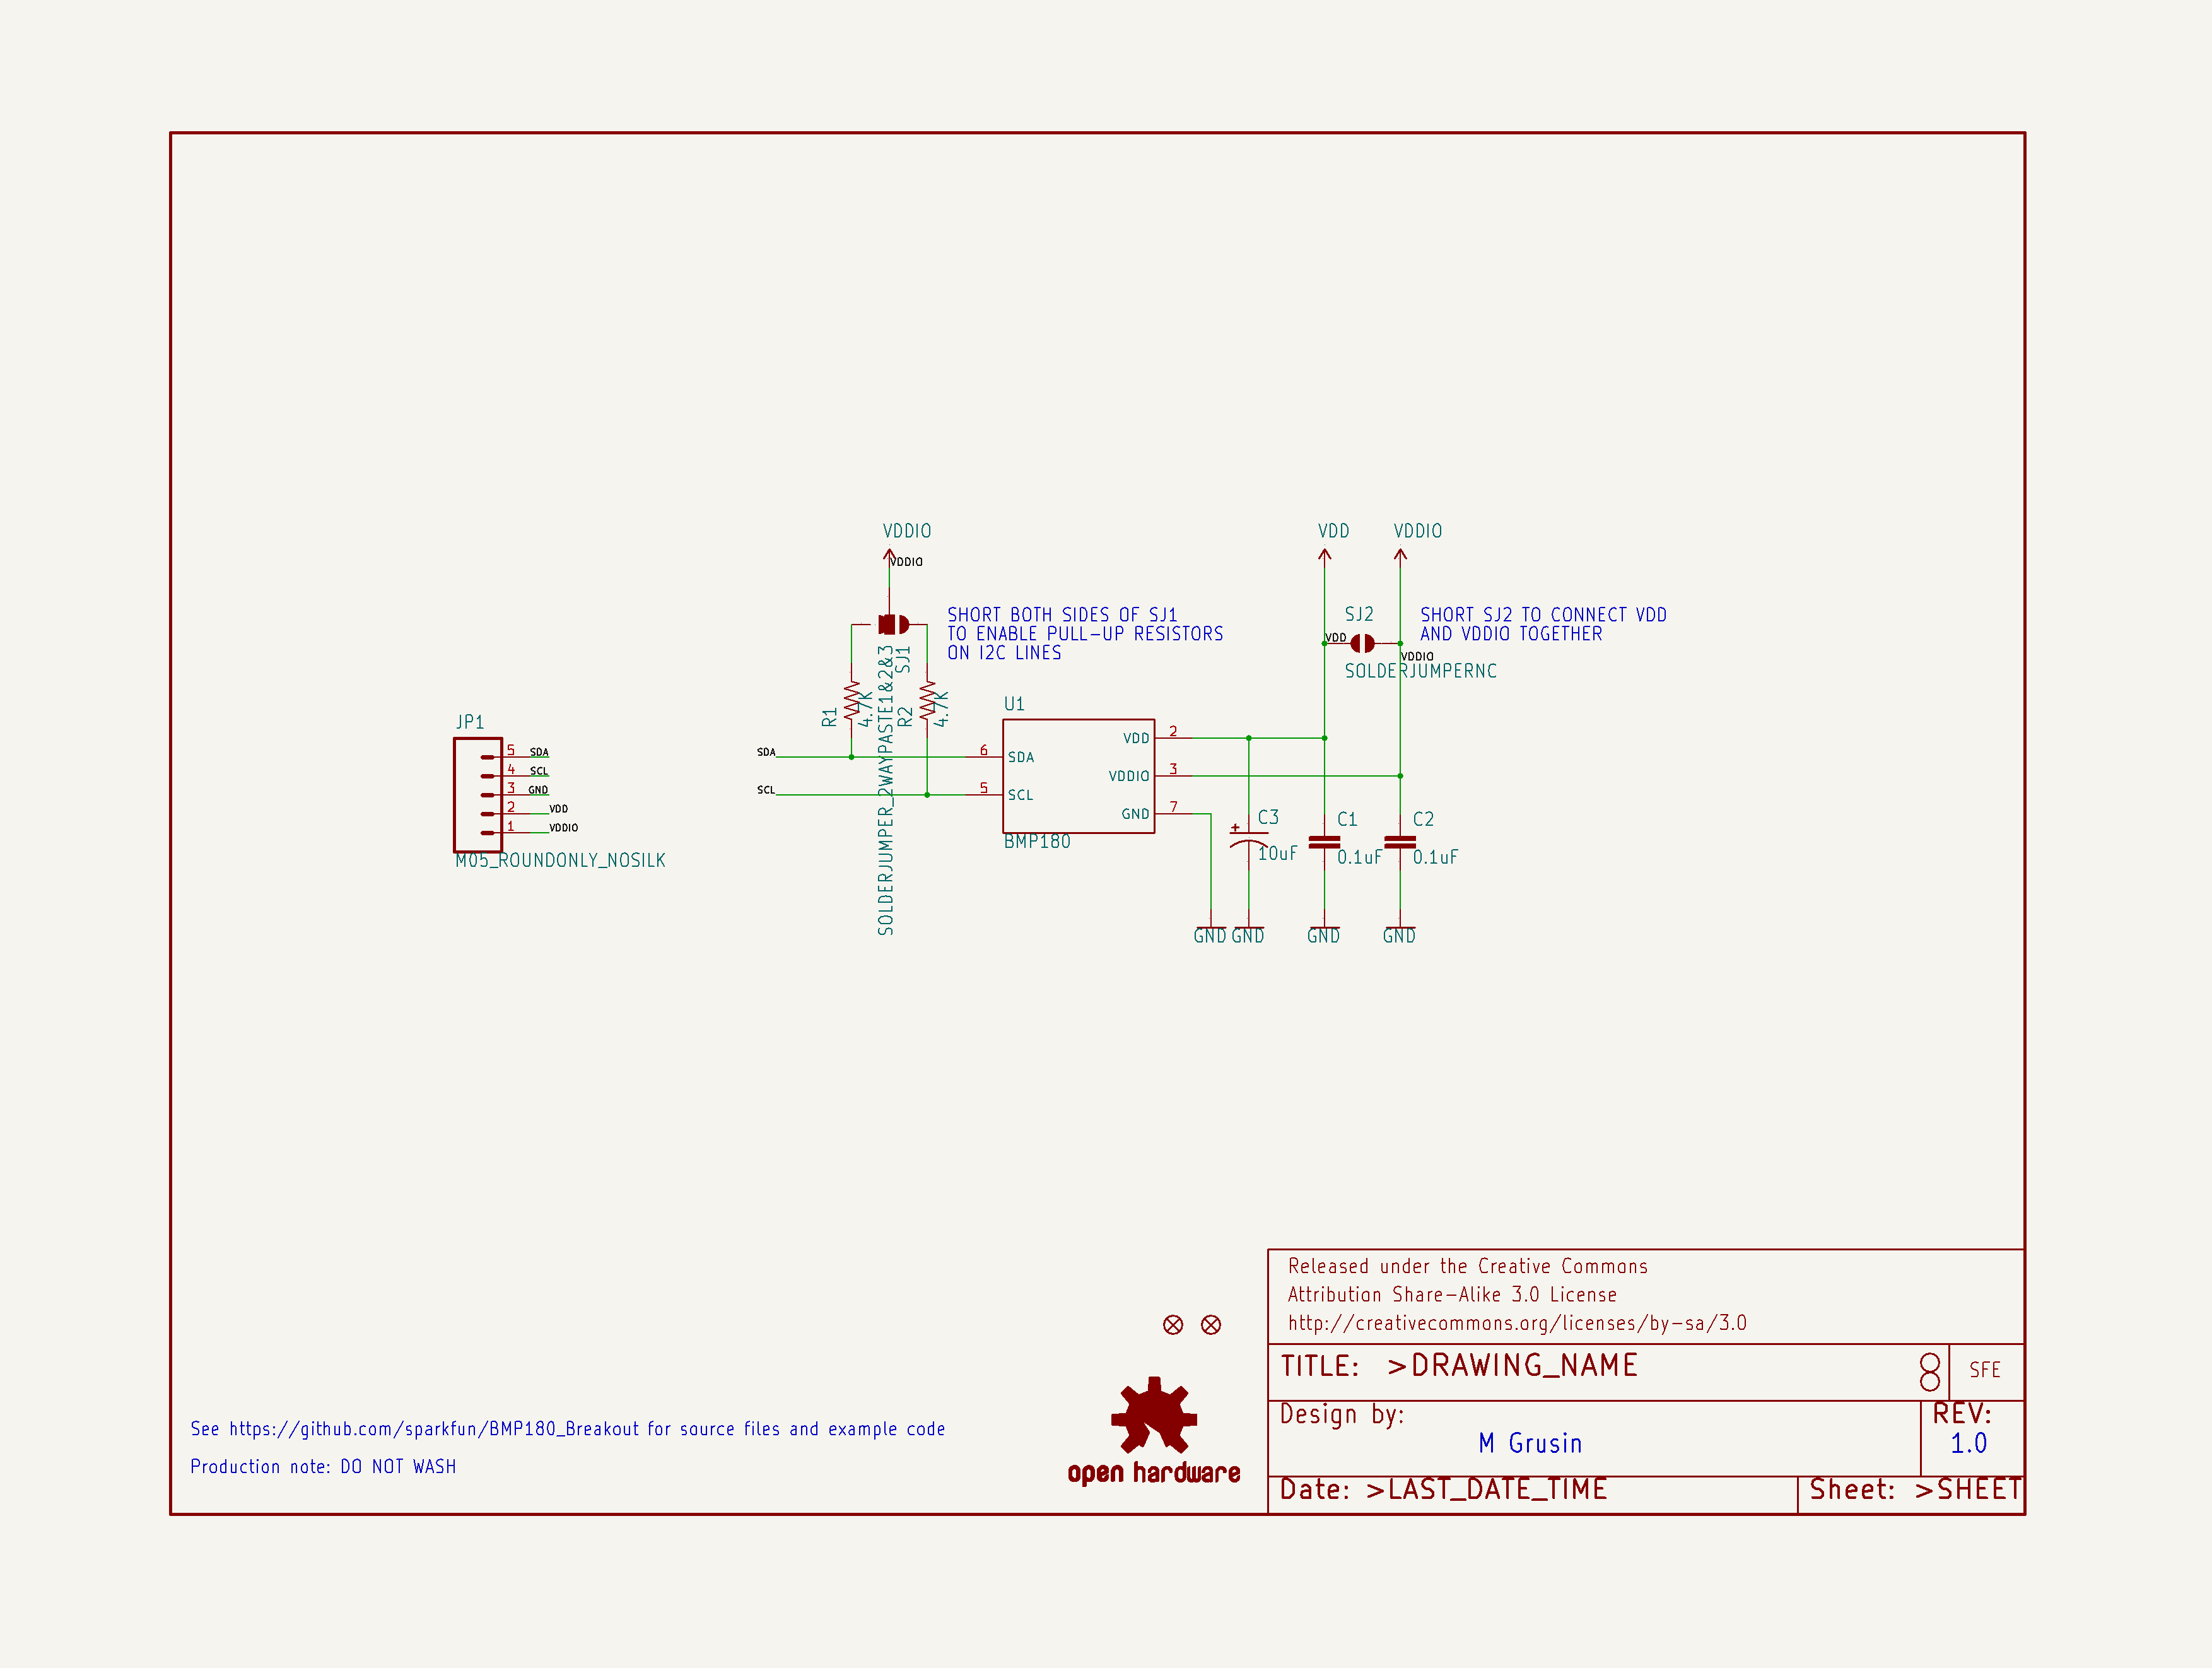 VDDIO
VDDIO
VDD
VDDIO
SHORT BOTH SIDES OF SJ1
TO ENABLE PULL-UP RESISTORS
ON I2C LINES
SJ2
SHORT SJ2 TO CONNECT VDD
AND VDDIO TOGETHER
VDD
VDDIO
SOLDERJUMPERNC
SJ1
SOLDERJUMPER_2WAYPASTE1&2&3
R1
4.7K
R2
4.7K
JP1
5 SDA
4 SCL
3 GND
2 VDD
1 VDDIO
M05_ROUNDONLY_NOSILK
SDA
SCL
U1
6 SDA
5 SCL
VDD 2
VDDIO 3
GND 7
BMP180
C3
+
10uF
C1
0.1uF
C2
0.1uF
GND
GND
GND
GND
Released under the Creative Commons
Attribution Share-Alike 3.0 License
http://creativecommons.org/licenses/by-sa/3.0
TITLE: >DRAWING_NAME
SFE
Design by:
M Grusin
REV:
1.0
Date: >LAST_DATE_TIME
Sheet: >SHEET
open hardware
See https://github.com/sparkfun/BMP180_Breakout for source files and example code
Production note: DO NOT WASH